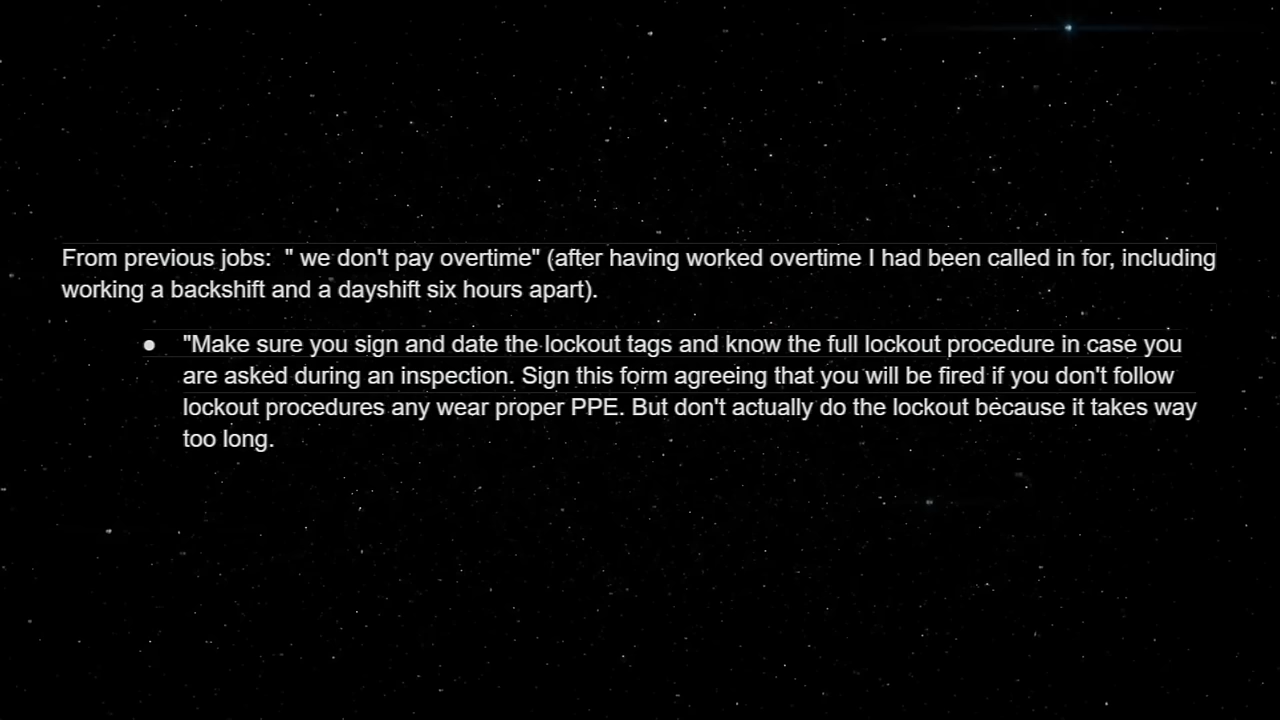 From previous jobs:  " we don't pay overtime" (after having worked overtime I had been called in for, including
working a backshift and a dayshift six hours apart).
● "Make sure you sign and date the lockout tags and know the full lockout procedure in case you
are asked during an inspection. Sign this form agreeing that you will be fired if you don't follow
lockout procedures any wear proper PPE. But don't actually do the lockout because it takes way
too long.